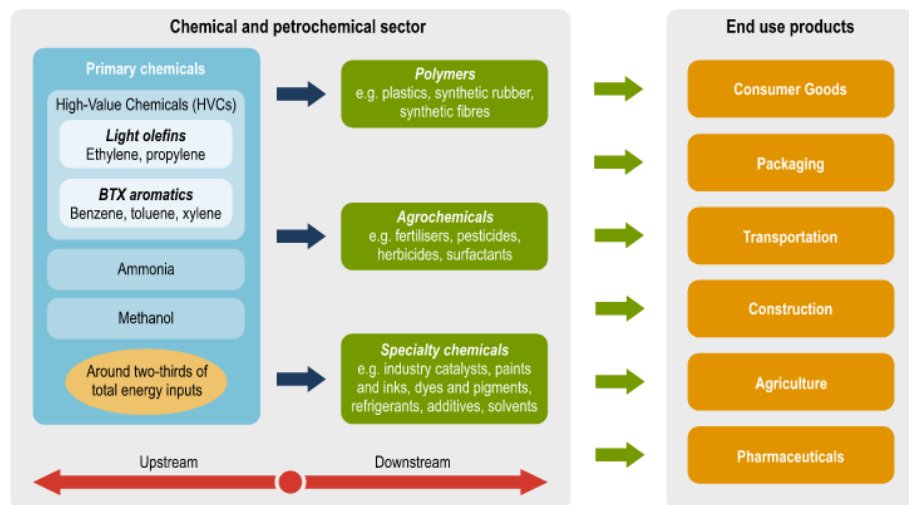 Chemical and petrochemical sector
Primary chemicals
High-Value Chemicals (HVCs)
Light olefins
Ethylene, propylene
BTX aromatics
Benzene, toluene, xylene
Ammonia
Methanol
Around two-thirds of
total energy inputs
Polymers
e.g. plastics, synthetic rubber,
synthetic fibres
Agrochemicals
e.g. fertilisers, pesticides,
herbicides, surfactants
Specialty chemicals
e.g. industry catalysts, paints
and inks, dyes and pigments,
refrigerants, additives, solvents
Upstream
Downstream
End use products
Consumer Goods
Packaging
Transportation
Construction
Agriculture
Pharmaceuticals